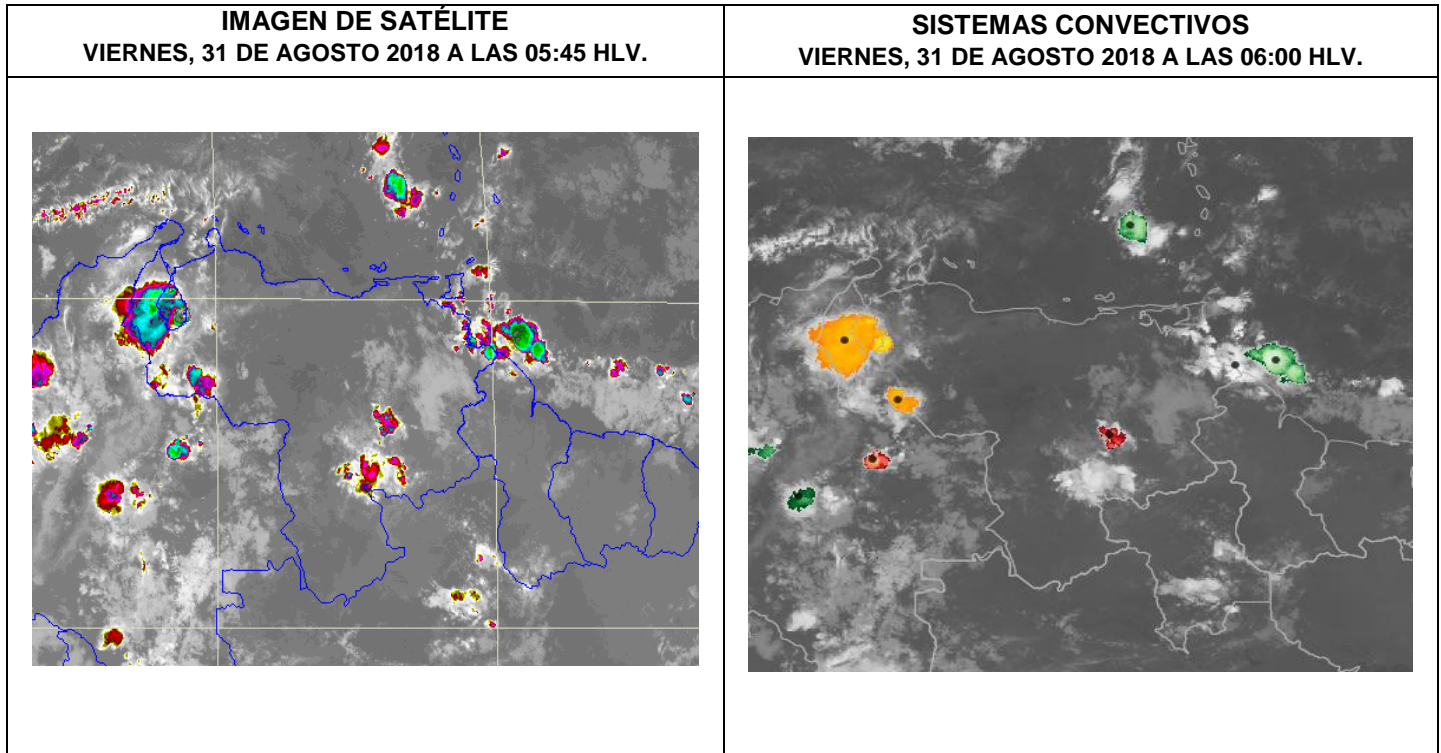 IMAGEN DE SATÉLITE
VIERNES, 31 DE AGOSTO 2018 A LAS 05:45 HLV.
SISTEMAS CONVECTIVOS
VIERNES, 31 DE AGOSTO 2018 A LAS 06:00 HLV.